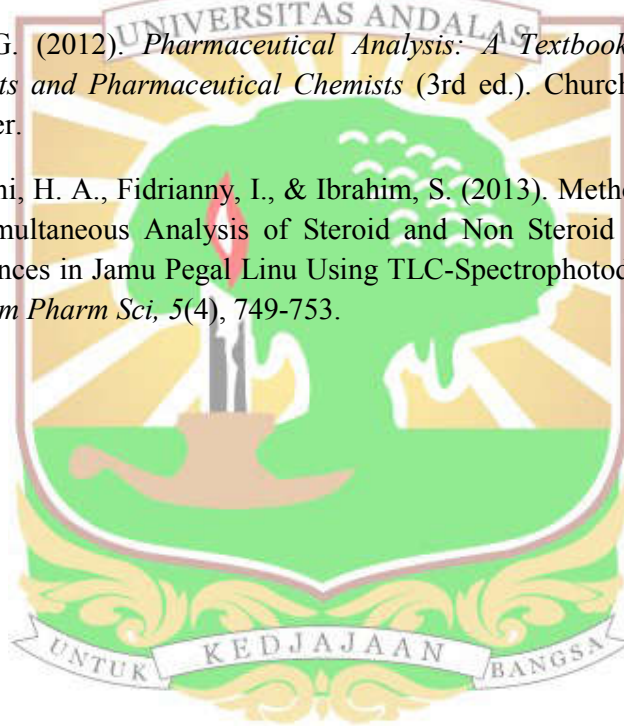 UNIVERSITAS ANDALAS
G. (2012). Pharmaceutical Analysis: A Textbook
ts and Pharmaceutical Chemists (3rd ed.). Church
er.
ni, H. A., Fidrianny, I., & Ibrahim, S. (2013). Metho
multaneous Analysis of Steroid and Non Steroid
nces in Jamu Pegal Linu Using TLC-Spectrophotod
m Pharm Sci, 5(4), 749-753.
UNTUK KEDJAJAAN BANGSA